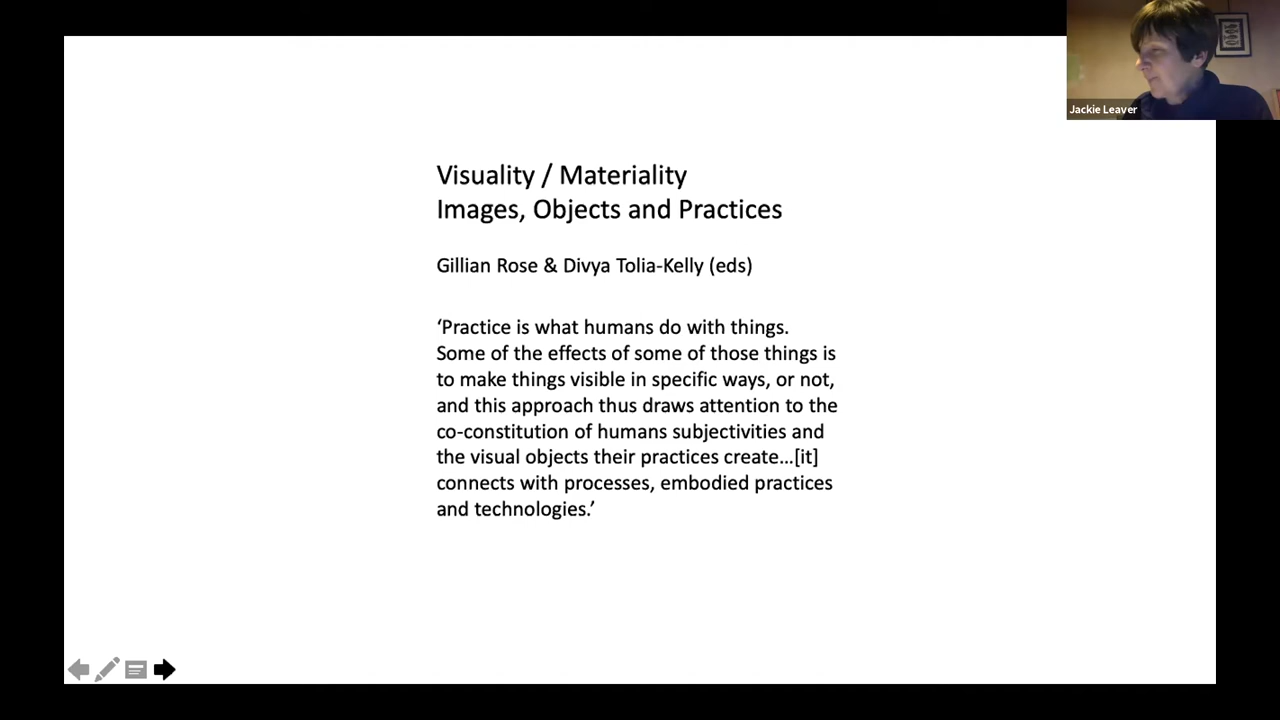 Jackie Leaver
Visuality / Materiality
Images, Objects and Practices
Gillian Rose & Divya Tolia-Kelly (eds)
‘Practice is what humans do with things.
Some of the effects of some of those things is
to make things visible in specific ways, or not,
and this approach thus draws attention to the
co-constitution of humans subjectivities and
the visual objects their practices create...[it]
connects with processes, embodied practices
and technologies.’